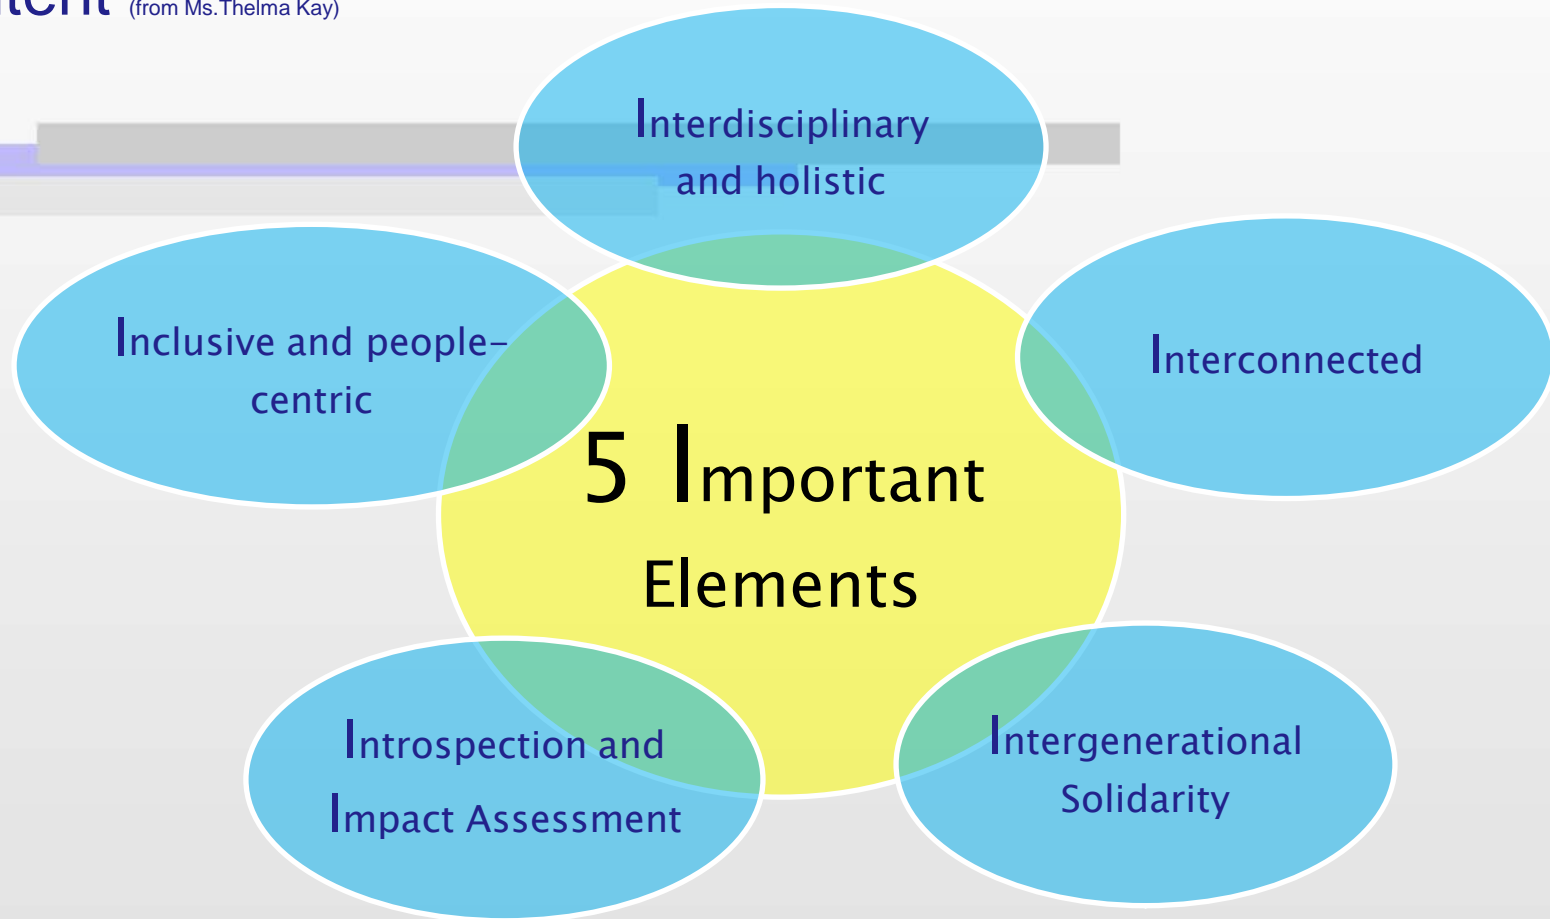 (from Ms.Thelma Kay)
Interdisciplinary
and holistic
Interconnected
Intergenerational
Solidarity
Introspection and
Impact Assessment
Inclusive and people-
centric
5 Important
Elements